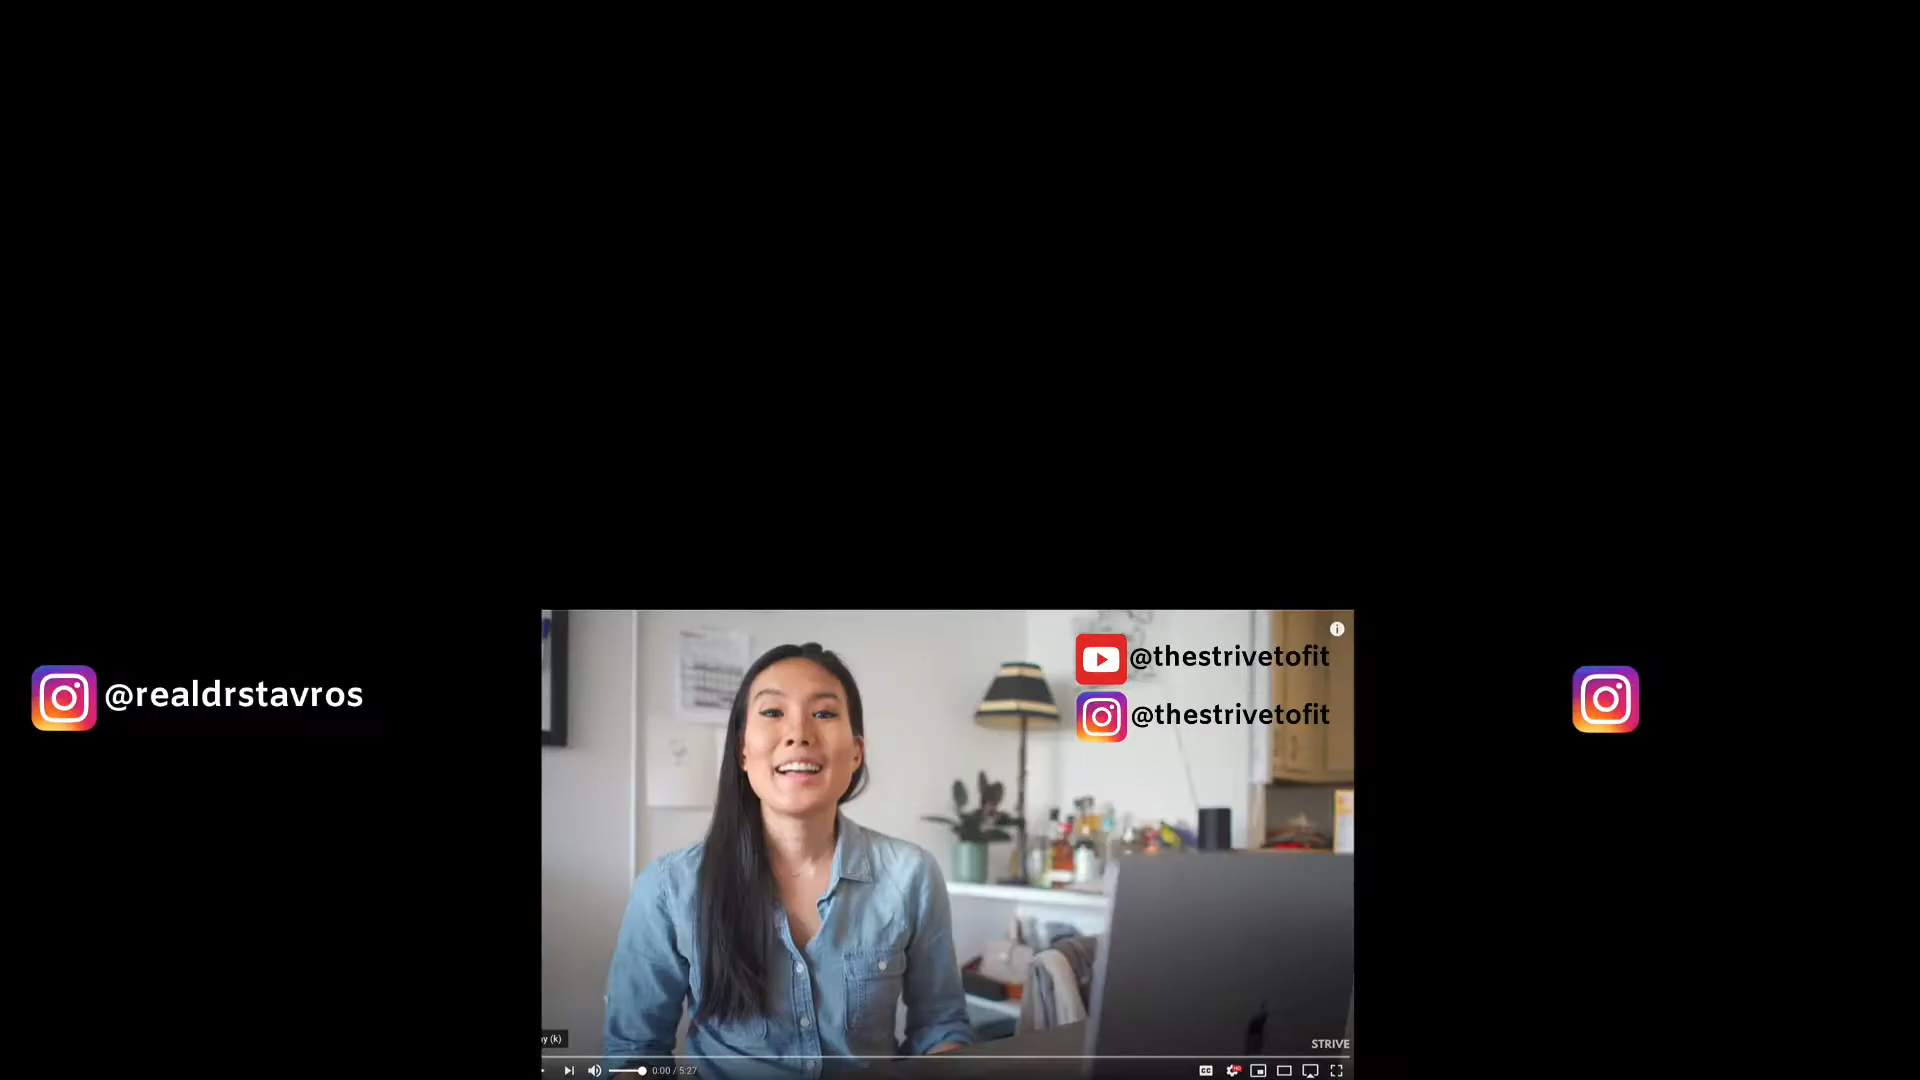 @thestrivetofit
@thestrivetofit
@realdrstavros
y (k)
STRIVE
0:00 / 5:27